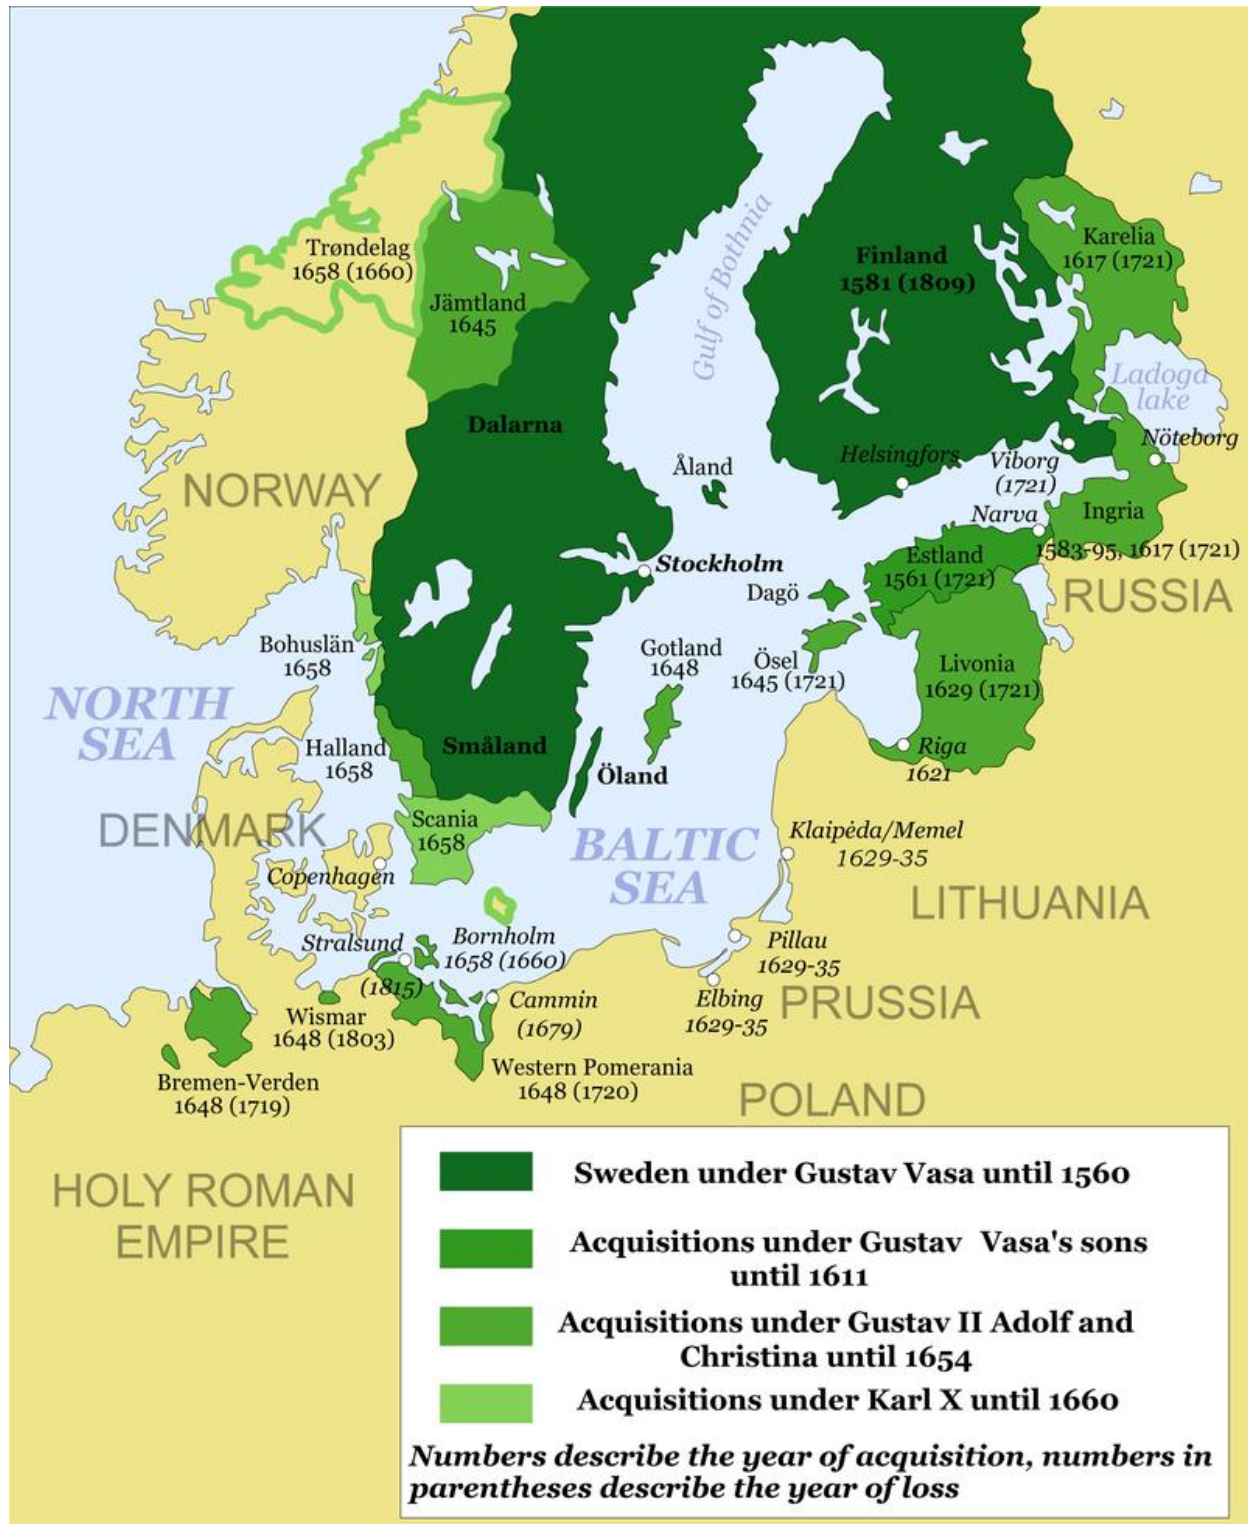 Trøndelag
1658 (1660)
Jämtland
1645
Gulf of Bothnia
Finland
1581 (1809)
Karelia
1617 (1721)
Ladoga
lake
Dalarna
NORWAY
Åland
Helsingfors
Viborg
(1721)
Nöteborg
Narva
Ingria
1583-95, 1617 (1721)
Stockholm
Estland
1561 (1721)
Dagö
RUSSIA
Bohuslän
1658
Gotland
1648
Ösel
1645 (1721)
Livonia
1629 (1721)
NORTH
SEA
Halland
1658
Småland
Öland
Riga
1621
DENMARK
Scania
1658
BALTIC
SEA
Klaipėda/Memel
1629-35
Copenhagen
LITHUANIA
Stralsund
(1815)
Bornholm
1658 (1660)
Pillau
1629-35
Wismar
1648 (1803)
Cammin
(1679)
Elbing
1629-35
PRUSSIA
Bremen-Verden
1648 (1719)
Western Pomerania
1648 (1720)
POLAND
HOLY ROMAN
EMPIRE
Sweden under Gustav Vasa until 1560
Acquisitions under Gustav Vasa's sons
until 1611
Acquisitions under Gustav II Adolf and
Christina until 1654
Acquisitions under Karl X until 1660
Numbers describe the year of acquisition, numbers in
parentheses describe the year of loss